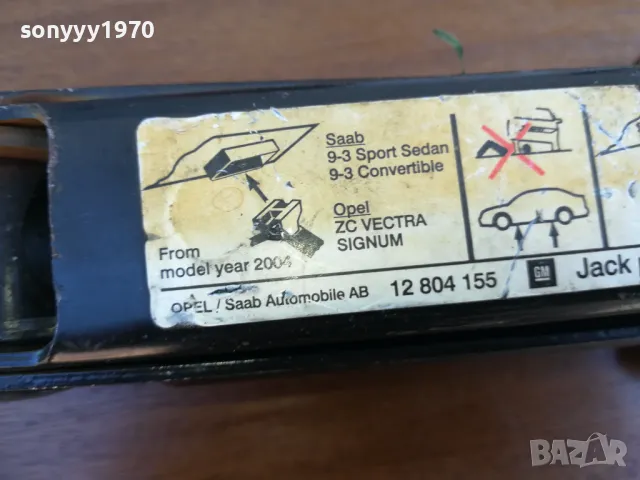 sonyyy1970
Saab
9-3 Sport Sedan
9-3 Convertible
Opel
ZC VECTRA
SIGNUM
From
model year 2004
OPEL / Saab Automobile AB 12 804 155 GM Jack
BAZAR
bg